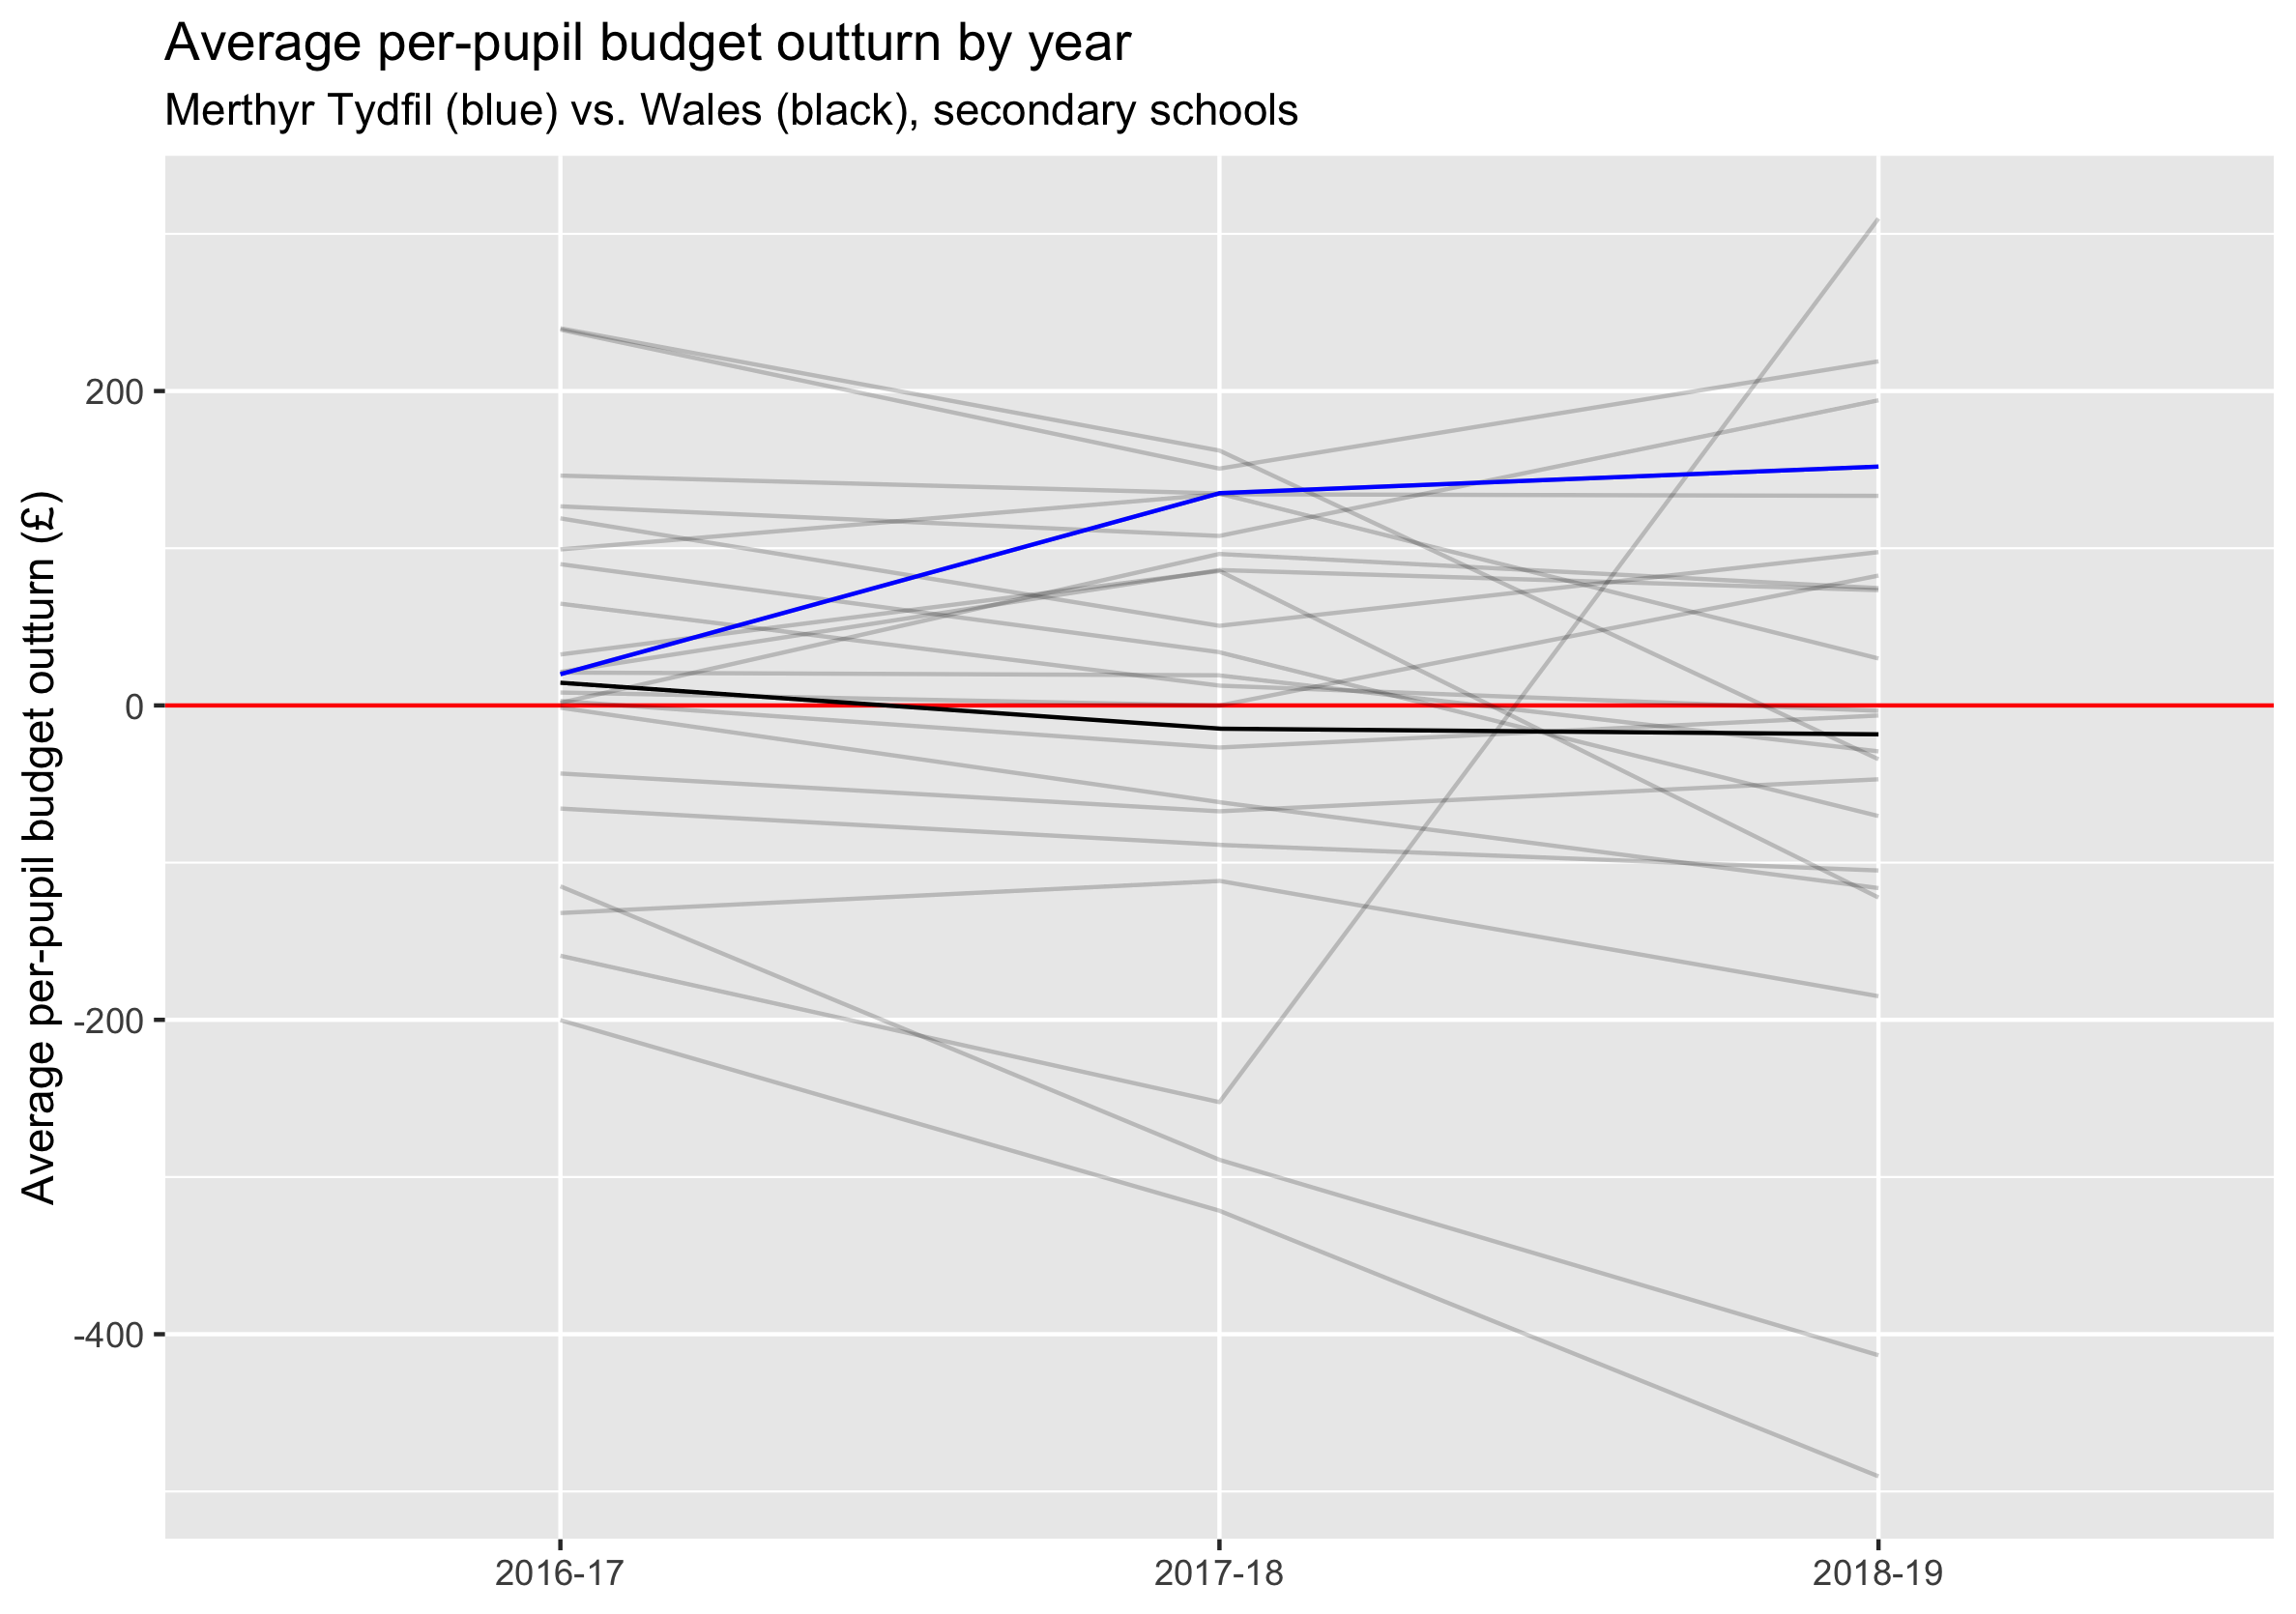 Average per-pupil budget outturn by year
Merthyr Tydfil (blue) vs. Wales (black), secondary schools
Average per-pupil budget outturn (£)
200
0
-200
-400
2016-17
2017-18
2018-19